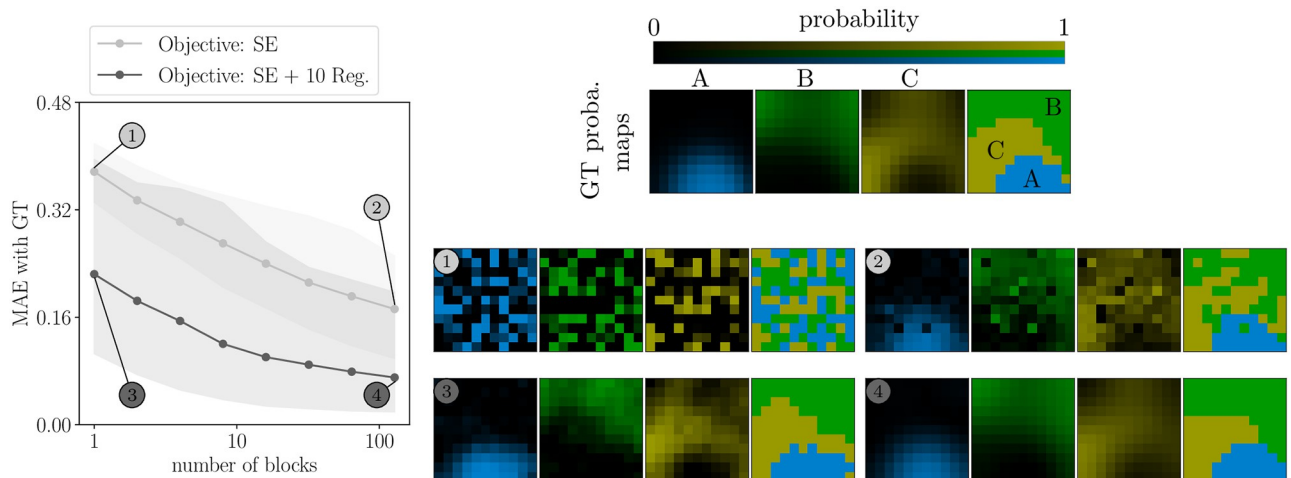 Objective: SE
Objective: SE + 10 Reg.
0.48
0.32
0.16
0.00
MAE with GT
1
10
100
number of blocks
1
2
3
4
probability
0
1
GT proba.
maps
A
B
C
B
C
A
1
2
3
4